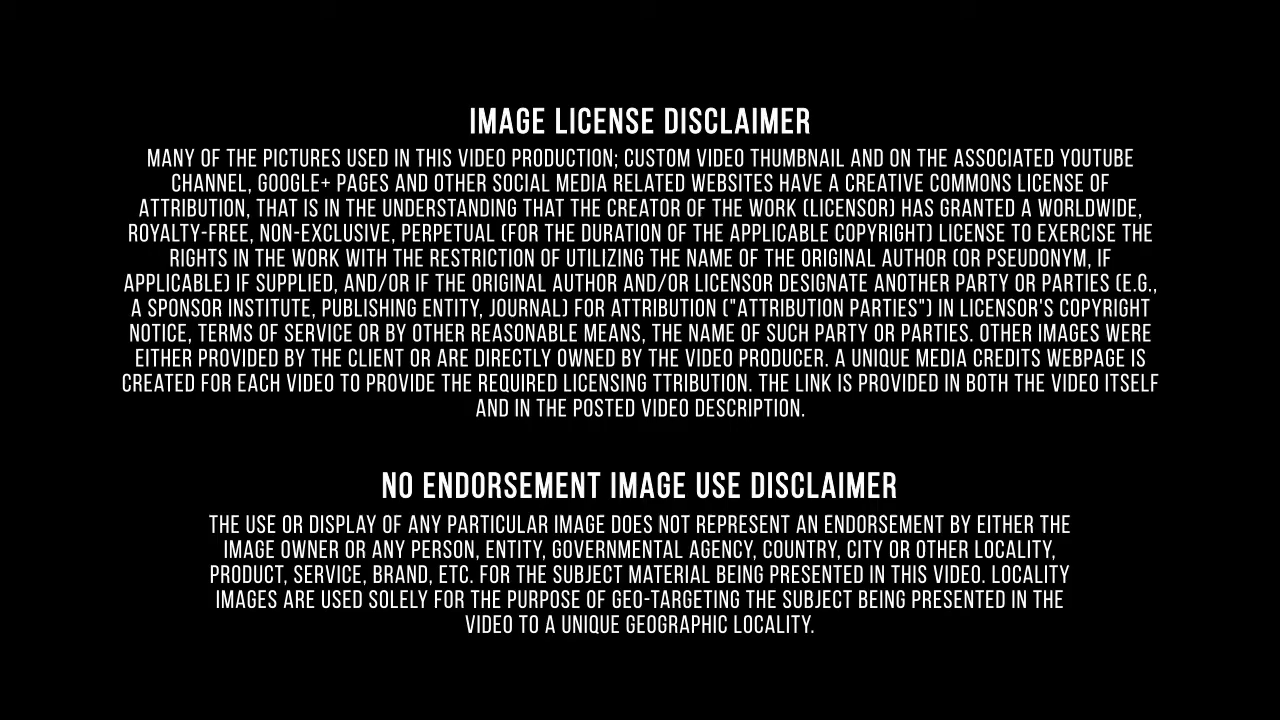 IMAGE LICENSE DISCLAIMER
MANY OF THE PICTURES USED IN THIS VIDEO PRODUCTION; CUSTOM VIDEO THUMBNAIL AND ON THE ASSOCIATED YOUTUBE
CHANNEL, GOOGLE+ PAGES AND OTHER SOCIAL MEDIA RELATED WEBSITES HAVE A CREATIVE COMMONS LICENSE OF
ATTRIBUTION, THAT IS IN THE UNDERSTANDING THAT THE CREATOR OF THE WORK (LICENSOR) HAS GRANTED A WORLDWIDE,
ROYALTY-FREE, NON-EXCLUSIVE, PERPETUAL (FOR THE DURATION OF THE APPLICABLE COPYRIGHT) LICENSE TO EXERCISE THE
RIGHTS IN THE WORK WITH THE RESTRICTION OF UTILIZING THE NAME OF THE ORIGINAL AUTHOR (OR PSEUDONYM, IF
APPLICABLE) IF SUPPLIED, AND/OR IF THE ORIGINAL AUTHOR AND/OR LICENSOR DESIGNATE ANOTHER PARTY OR PARTIES (E.G.,
A SPONSOR INSTITUTE, PUBLISHING ENTITY, JOURNAL) FOR ATTRIBUTION ("ATTRIBUTION PARTIES") IN LICENSOR'S COPYRIGHT
NOTICE, TERMS OF SERVICE OR BY OTHER REASONABLE MEANS, THE NAME OF SUCH PARTY OR PARTIES. OTHER IMAGES WERE
EITHER PROVIDED BY THE CLIENT OR ARE DIRECTLY OWNED BY THE VIDEO PRODUCER. A UNIQUE MEDIA CREDITS WEBPAGE IS
CREATED FOR EACH VIDEO TO PROVIDE THE REQUIRED LICENSING TTRIBUTION. THE LINK IS PROVIDED IN BOTH THE VIDEO ITSELF
AND IN THE POSTED VIDEO DESCRIPTION.
NO ENDORSEMENT IMAGE USE DISCLAIMER
THE USE OR DISPLAY OF ANY PARTICULAR IMAGE DOES NOT REPRESENT AN ENDORSEMENT BY EITHER THE
IMAGE OWNER OR ANY PERSON, ENTITY, GOVERNMENTAL AGENCY, COUNTRY, CITY OR OTHER LOCALITY,
PRODUCT, SERVICE, BRAND, ETC. FOR THE SUBJECT MATERIAL BEING PRESENTED IN THIS VIDEO. LOCALITY
IMAGES ARE USED SOLELY FOR THE PURPOSE OF GEO-TARGETING THE SUBJECT BEING PRESENTED IN THE
VIDEO TO A UNIQUE GEOGRAPHIC LOCALITY.